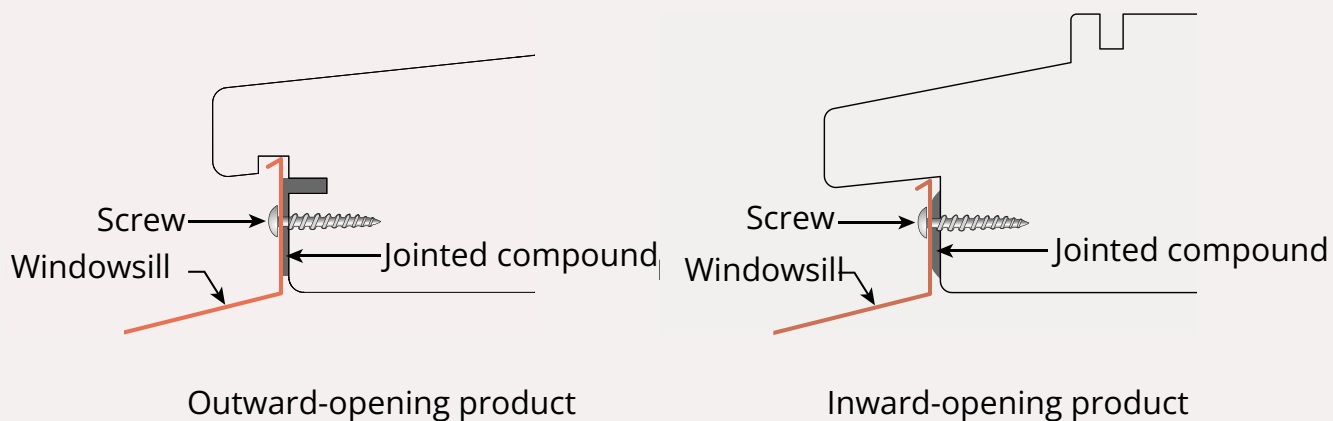 Screw
Jointed compound
Windowsill
Outward-opening product
Screw
Jointed compound
Windowsill
Inward-opening product